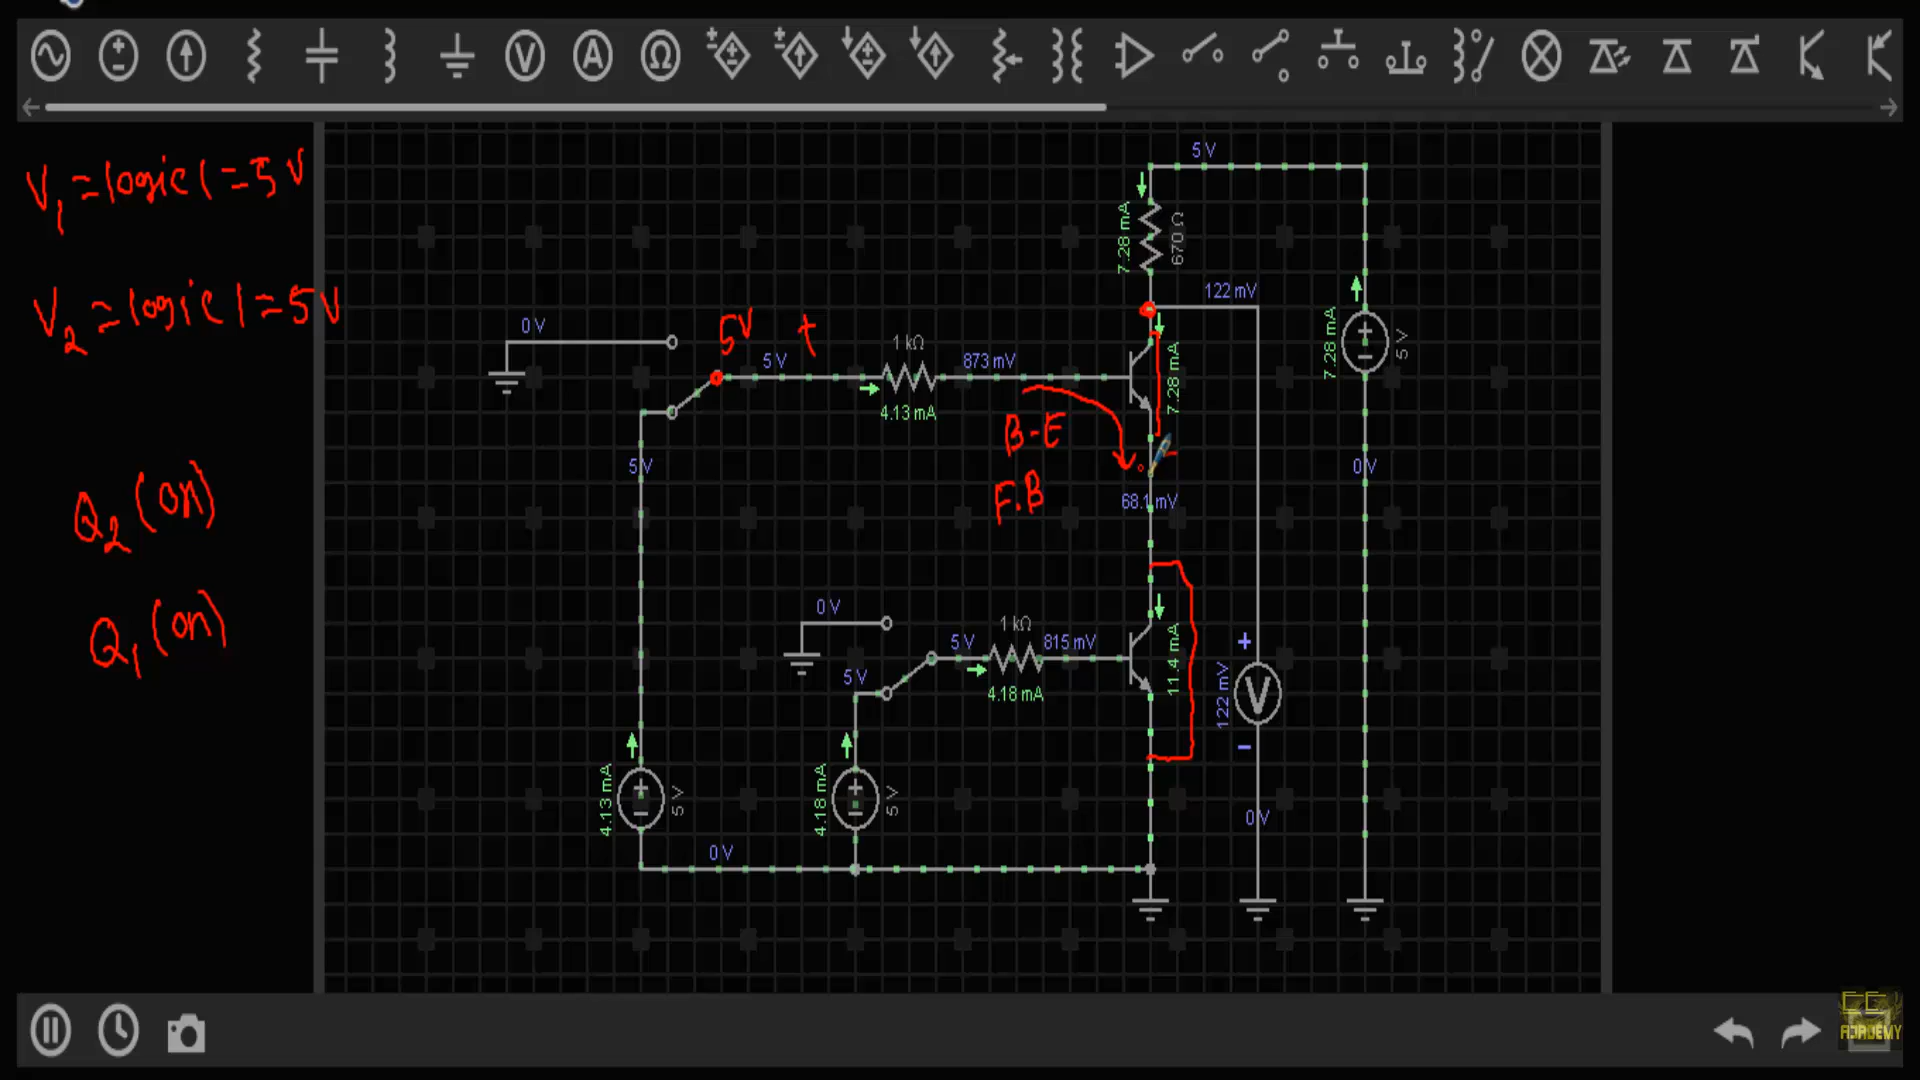 V A Ω
V1 = logic 1 = 5V
V2 = logic 1 = 5V
Q2 (on)
Q1 (on)
5 V
7.28 mA
670 Ω
122 mV
0 V
5V +
5 V
1 kΩ
873 mV
4.13 mA
7.28 mA
7.28 mA
5 V
B-E
F.B
5 V
68.1 mV
0 V
0 V
1 kΩ
5 V
815 mV
5 V
4.18 mA
11.4 mA
122 mV
V
4.13 mA
5 V
4.18 mA
5 V
0 V
0 V
EE
ACADEMY